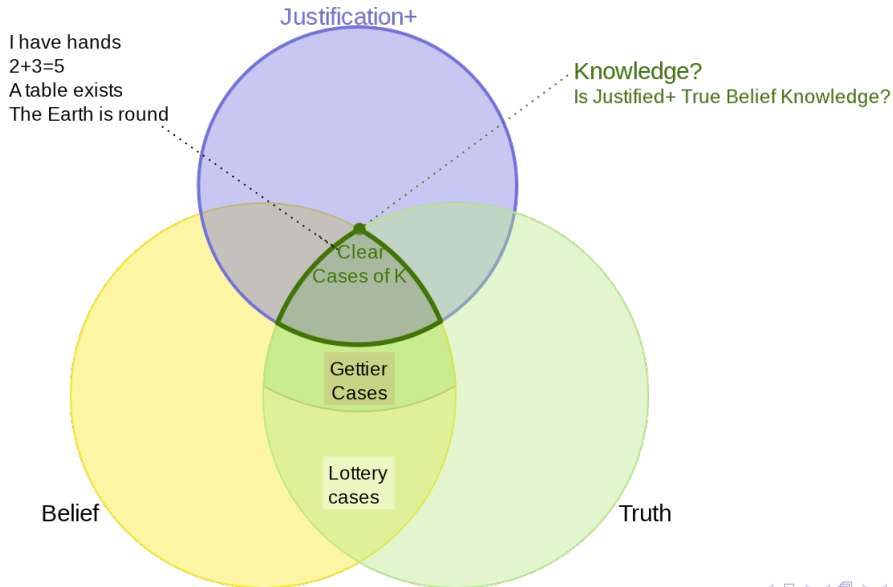 Justification+
I have hands
2+3=5
A table exists
The Earth is round
Knowledge?
Is Justified+ True Belief Knowledge?
Clear
Cases of K
Gettier
Cases
Lottery
cases
Belief
Truth